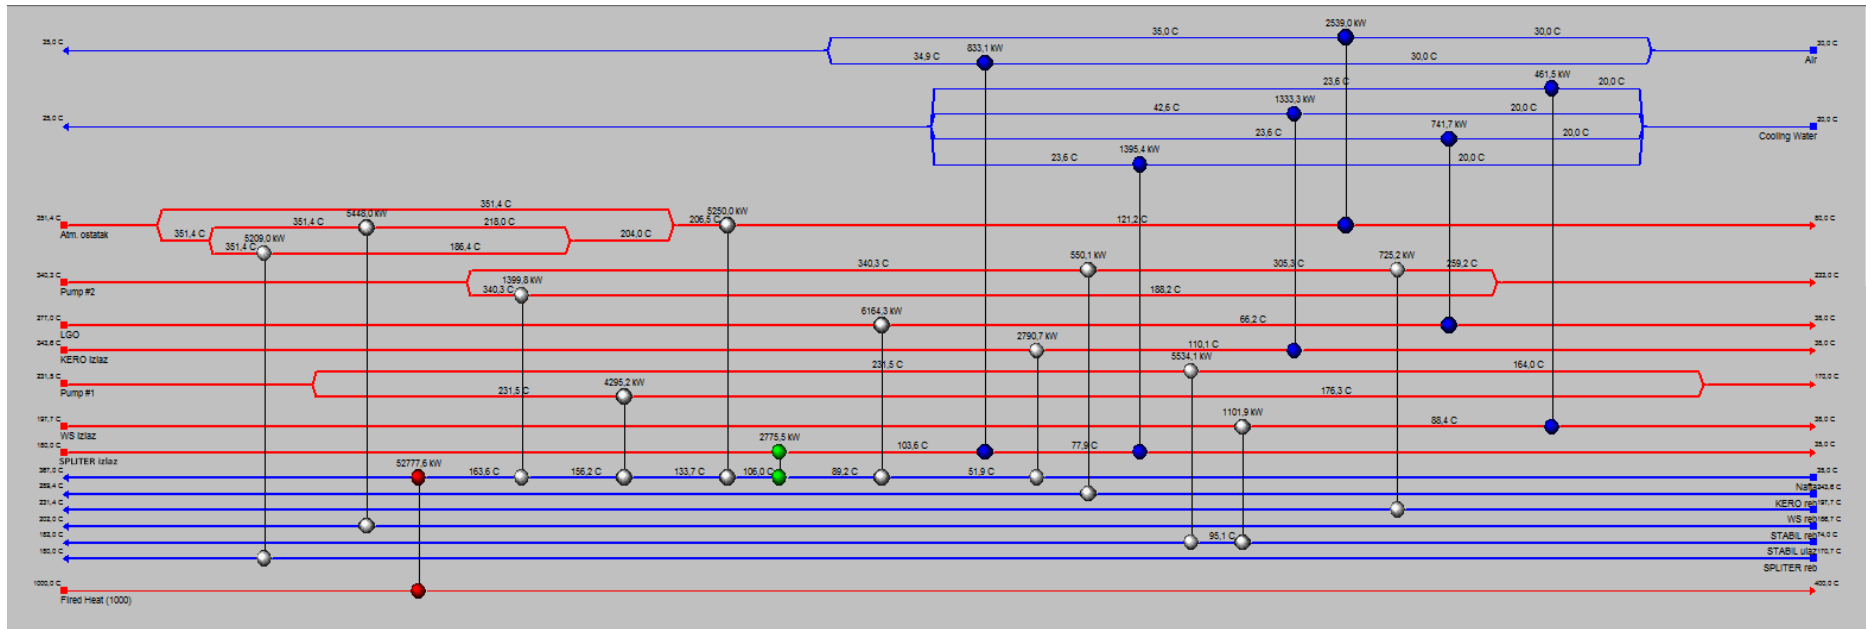 35,0 C
2539,0 kW
30,0 C
833,1 kW
34,9 C
30,0 C
Air
461,5 kW
23,6 C
20,0 C
1333,3 kW
42,6 C
20,0 C
741,7 kW
23,6 C
20,0 C
20,0 C
Cooling Water
1395,4 kW
23,6 C
20,0 C
351,4 C
5448,0 kW
5250,0 kW
351,4 C
218,0 C
206,5 C
121,2 C
Atm. ostatak
351,4 C
5209,0 kW
204,0 C
351,4 C
186,4 C
340,3 C
550,1 kW
305,3 C
725,2 kW
259,2 C
340,3 C
1399,8 kW
Pump #2
340,3 C
188,2 C
6164,3 kW
277,0 C
66,2 C
LGO
2790,7 kW
243,6 C
110,1 C
KERO izlaz
5534,1 kW
231,5 C
164,0 C
231,5 C
4295,2 kW
170,0 C
Pump #1
231,5 C
176,3 C
1101,9 kW
197,7 C
88,4 C
WS izlaz
2775,5 kW
103,6 C
77,9 C
SPLITER izlaz
52777,6 kW
163,6 C
156,2 C
133,7 C
106,0 C
89,2 C
51,9 C
Nafta
KERO reb
231,4 C
197,7 C
WS reb
202,0 C
STABIL reb
95,1 C
74,0 C
STABIL ulaz
170,7 C
SPLITER reb
1000,0 C
400,0 C
Fired Heat (1000)